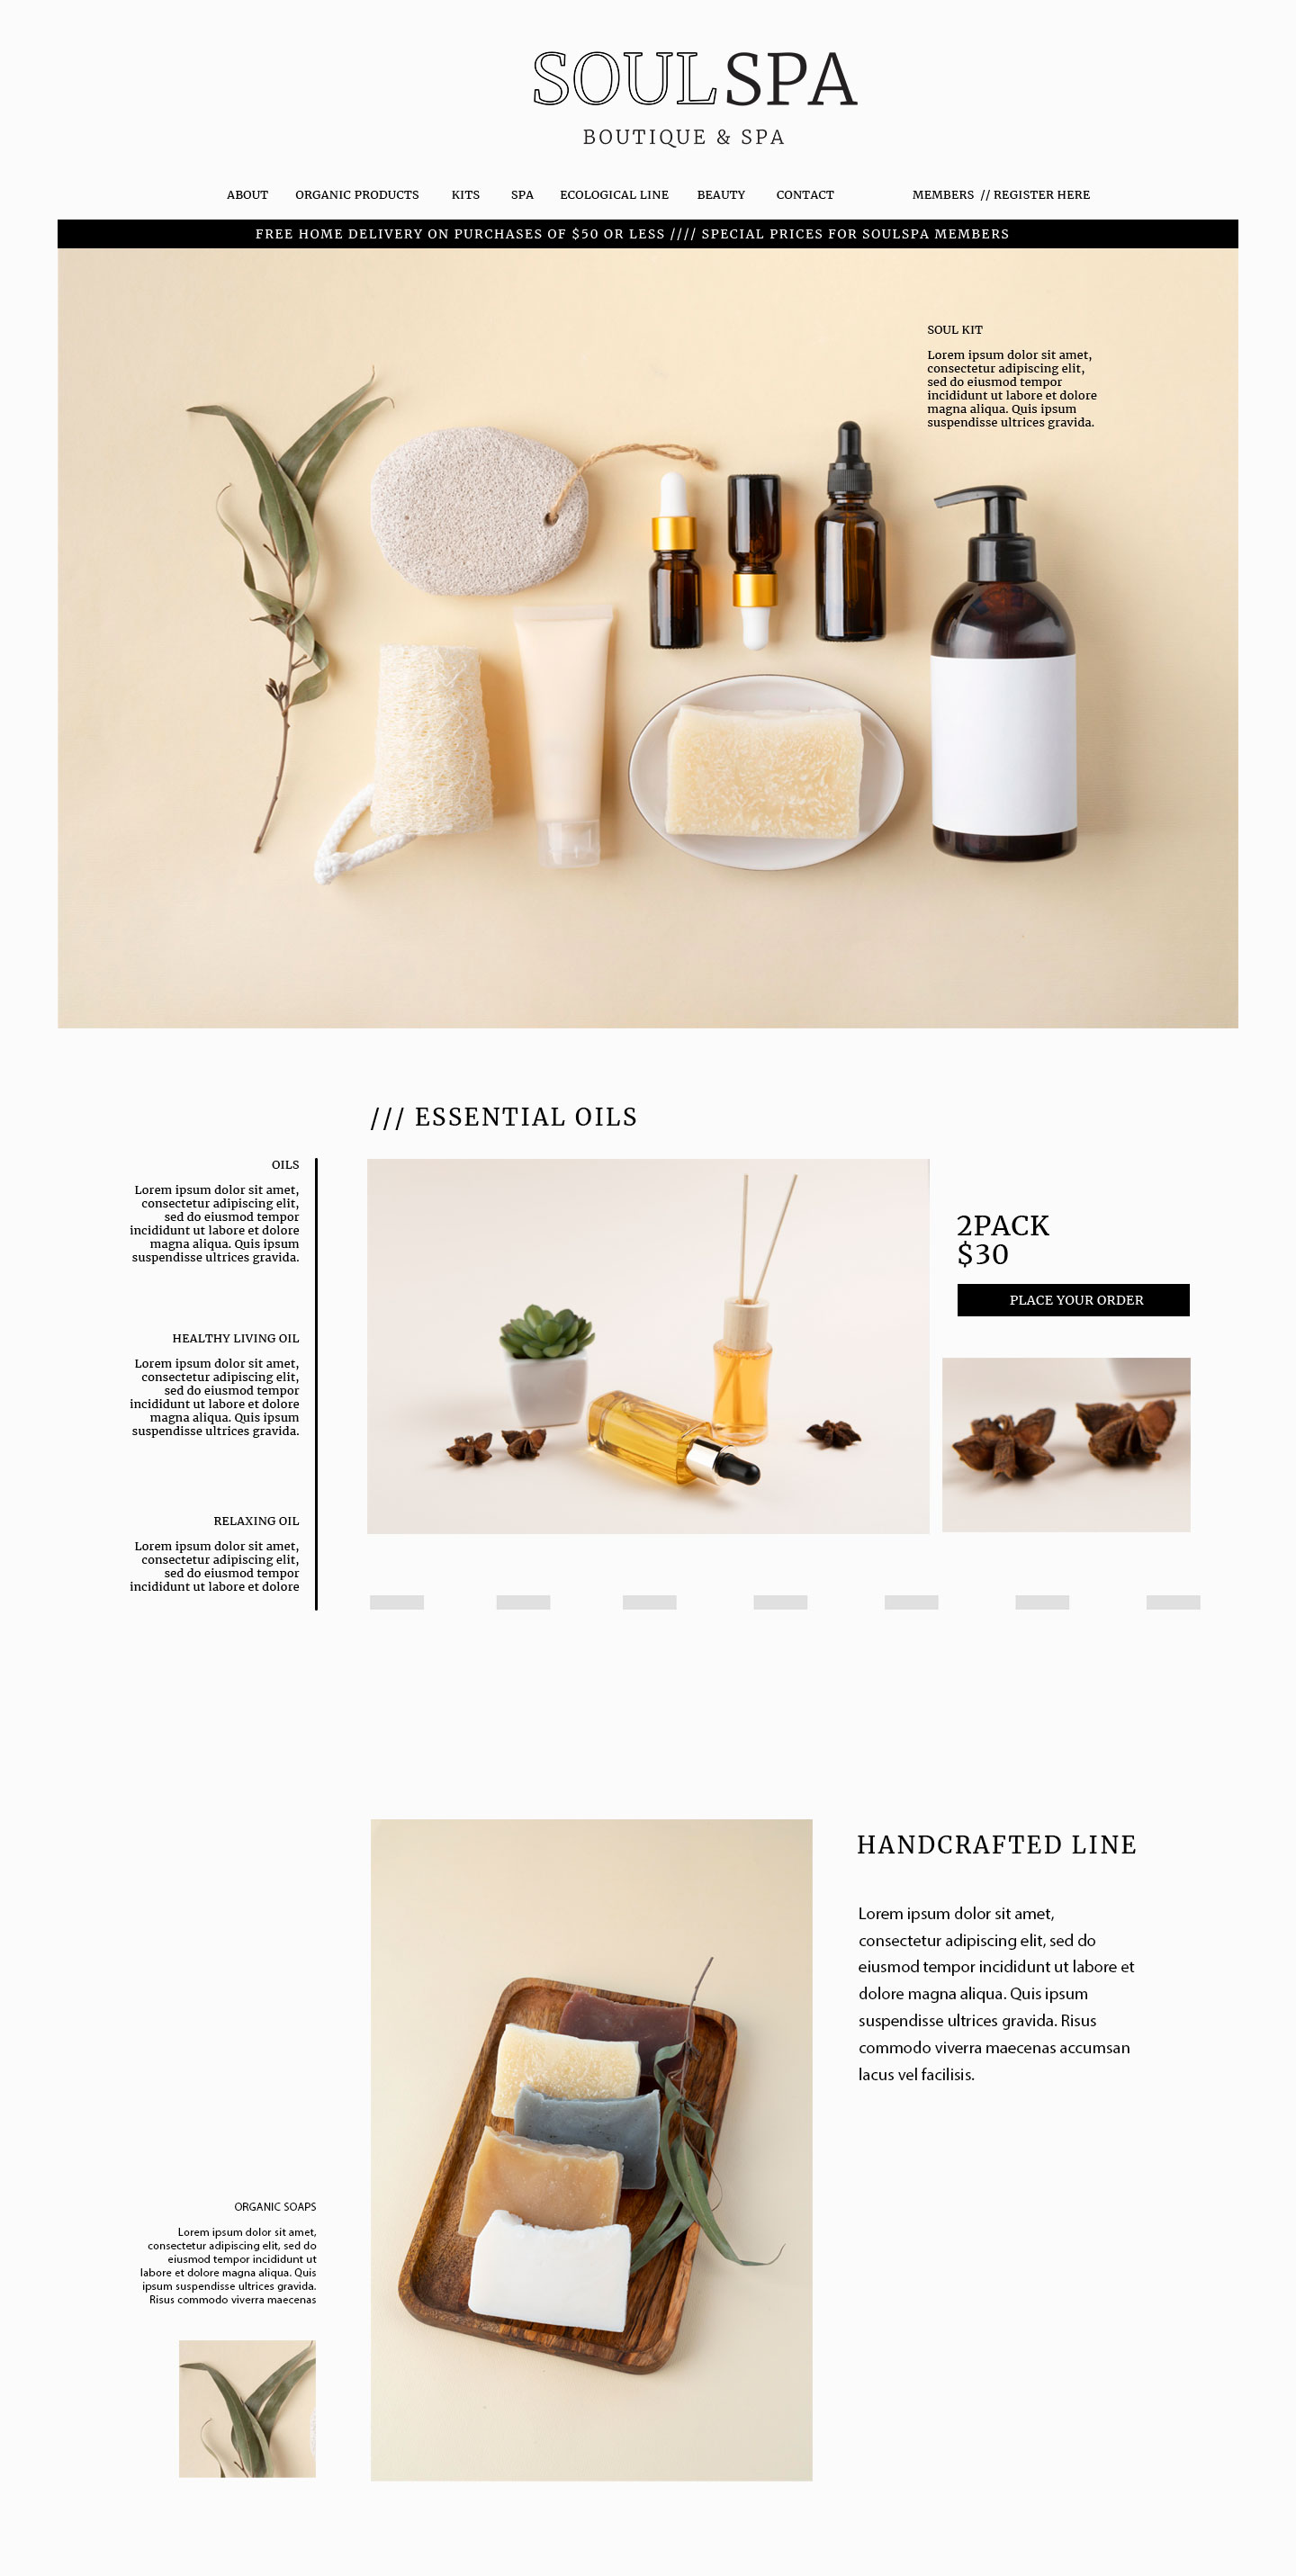 SOULSPA
BOUTIQUE & SPA
ABOUT ORGANIC PRODUCTS KITS SPA ECOLOGICAL LINE BEAUTY CONTACT MEMBERS // REGISTER HERE
FREE HOME DELIVERY ON PURCHASES OF $50 OR LESS //// SPECIAL PRICES FOR SOULSPA MEMBERS
SOUL KIT
Lorem ipsum dolor sit amet,
consectetur adipiscing elit,
sed do eiusmod tempor
incididunt ut labore et dolore
magna aliqua. Quis ipsum
suspendisse ultrices gravida.
/// ESSENTIAL OILS
OILS
Lorem ipsum dolor sit amet,
consectetur adipiscing elit,
sed do eiusmod tempor
incididunt ut labore et dolore
magna aliqua. Quis ipsum
suspendisse ultrices gravida.
HEALTHY LIVING OIL
Lorem ipsum dolor sit amet,
consectetur adipiscing elit,
sed do eiusmod tempor
incididunt ut labore et dolore
magna aliqua. Quis ipsum
suspendisse ultrices gravida.
RELAXING OIL
Lorem ipsum dolor sit amet,
consectetur adipiscing elit,
sed do eiusmod tempor
incididunt ut labore et dolore
2PACK
$30
PLACE YOUR ORDER
HANDCRAFTED LINE
Lorem ipsum dolor sit amet,
consectetur adipiscing elit, sed do
eiusmod tempor incididunt ut labore et
dolore magna aliqua. Quis ipsum
suspendisse ultrices gravida. Risus
commodo viverra maecenas accumsan
lacus vel facilisis.
ORGANIC SOAPS
Lorem ipsum dolor sit amet,
consectetur adipiscing elit, sed do
eiusmod tempor incididunt ut
labore et dolore magna aliqua. Quis
ipsum suspendisse ultrices gravida.
Risus commodo viverra maecenas